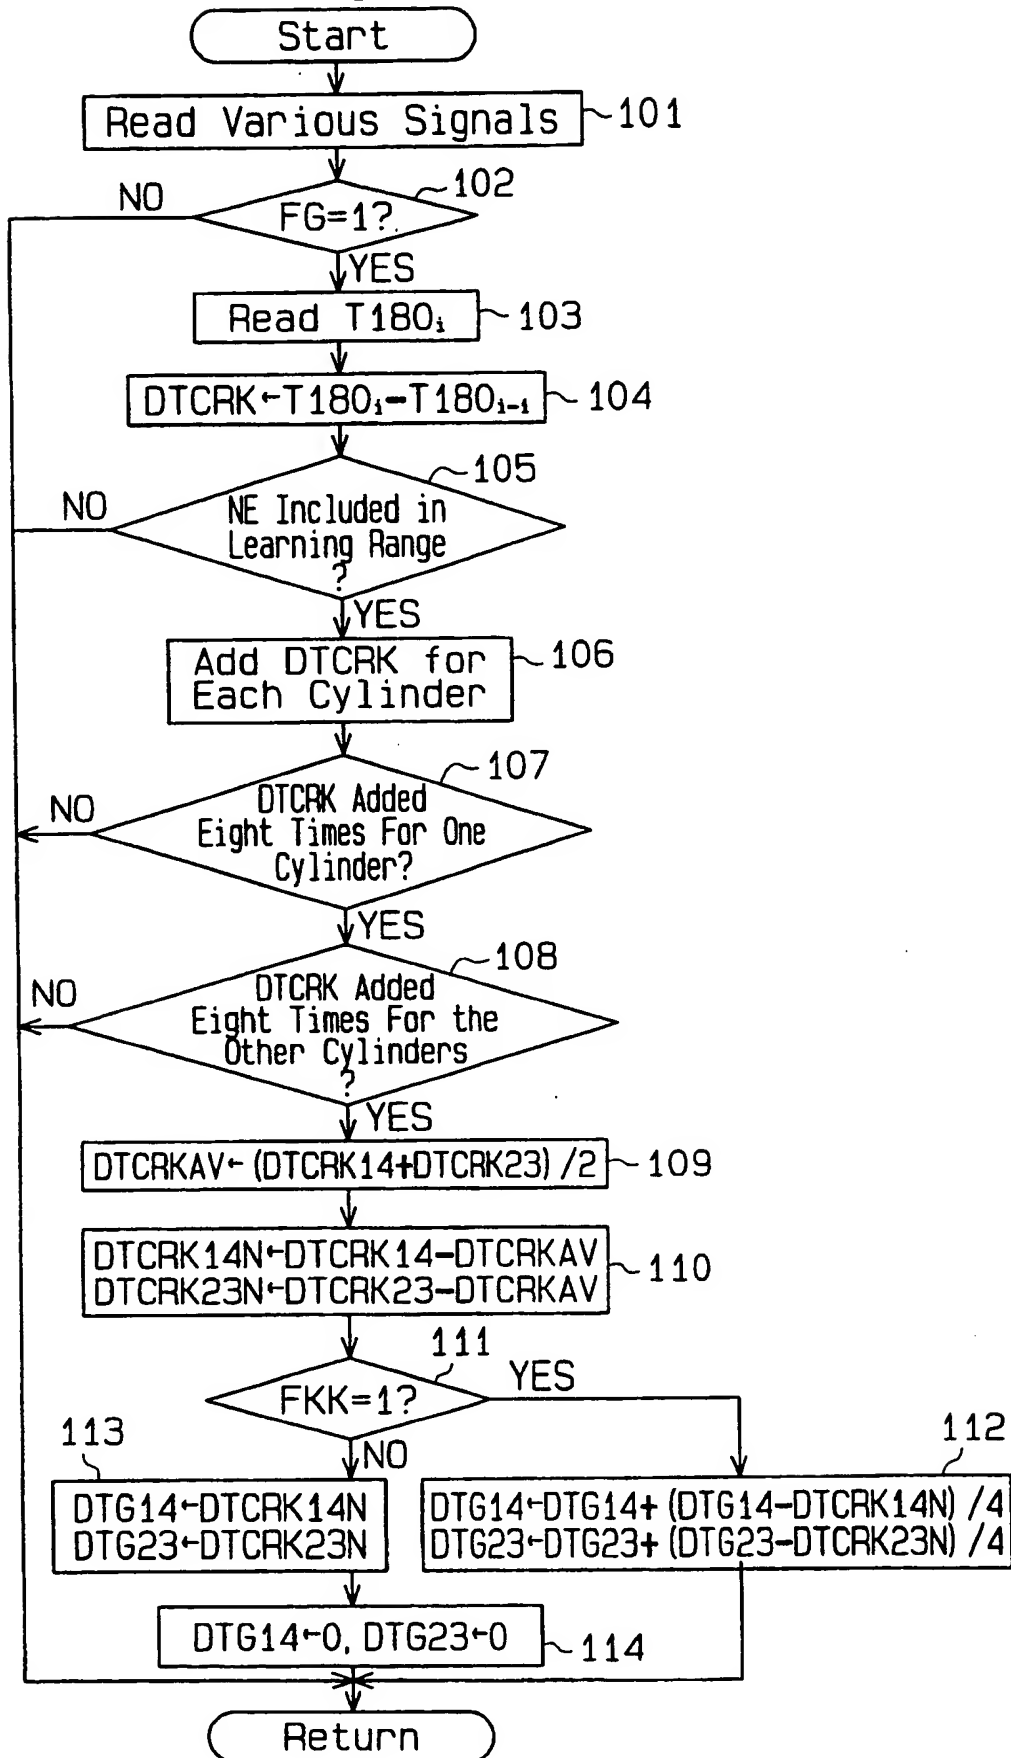 Start
Read Various Signals
101
102
NO
FG=1?
YES
Read T180i
103
DTCRK←T180i-T180i-1
104
105
NO
NE Included in
Learning Range
?
YES
Add DTCRK for
Each Cylinder
106
107
NO
DTCRK Added
Eight Times For One
Cylinder?
YES
108
NO
DTCRK Added
Eight Times For the
Other Cylinders
?
YES
DTCRKAV←(DTCRK14+DTCRK23)/2
109
DTCRK14N←DTCRK14-DTCRKAV
DTCRK23N←DTCRK23-DTCRKAV
110
111
FKK=1?
YES
NO
113
112
DTG14←DTCRK14N
DTG23←DTCRK23N
DTG14←DTG14+(DTG14-DTCRK14N)/4
DTG23←DTG23+(DTG23-DTCRK23N)/4
DTG14←0, DTG23←0
114
Return